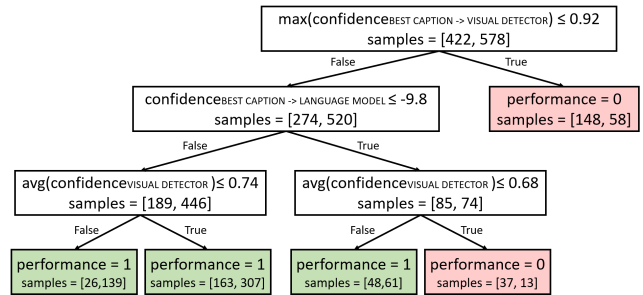 max(confidenceBEST CAPTION -> VISUAL DETECTOR) ≤ 0.92
samples = [422, 578]
False
True
confidenceBEST CAPTION -> LANGUAGE MODEL ≤ -9.8
samples = [274, 520]
performance = 0
samples = [148, 58]
False
True
avg(confidenceVISUAL DETECTOR )≤ 0.74
samples = [189, 446]
avg(confidenceVISUAL DETECTOR )≤ 0.68
samples = [85, 74]
False
True
False
True
performance = 1
samples = [26,139]
performance = 1
samples = [163, 307]
performance = 1
samples = [48,61]
performance = 0
samples = [37, 13]